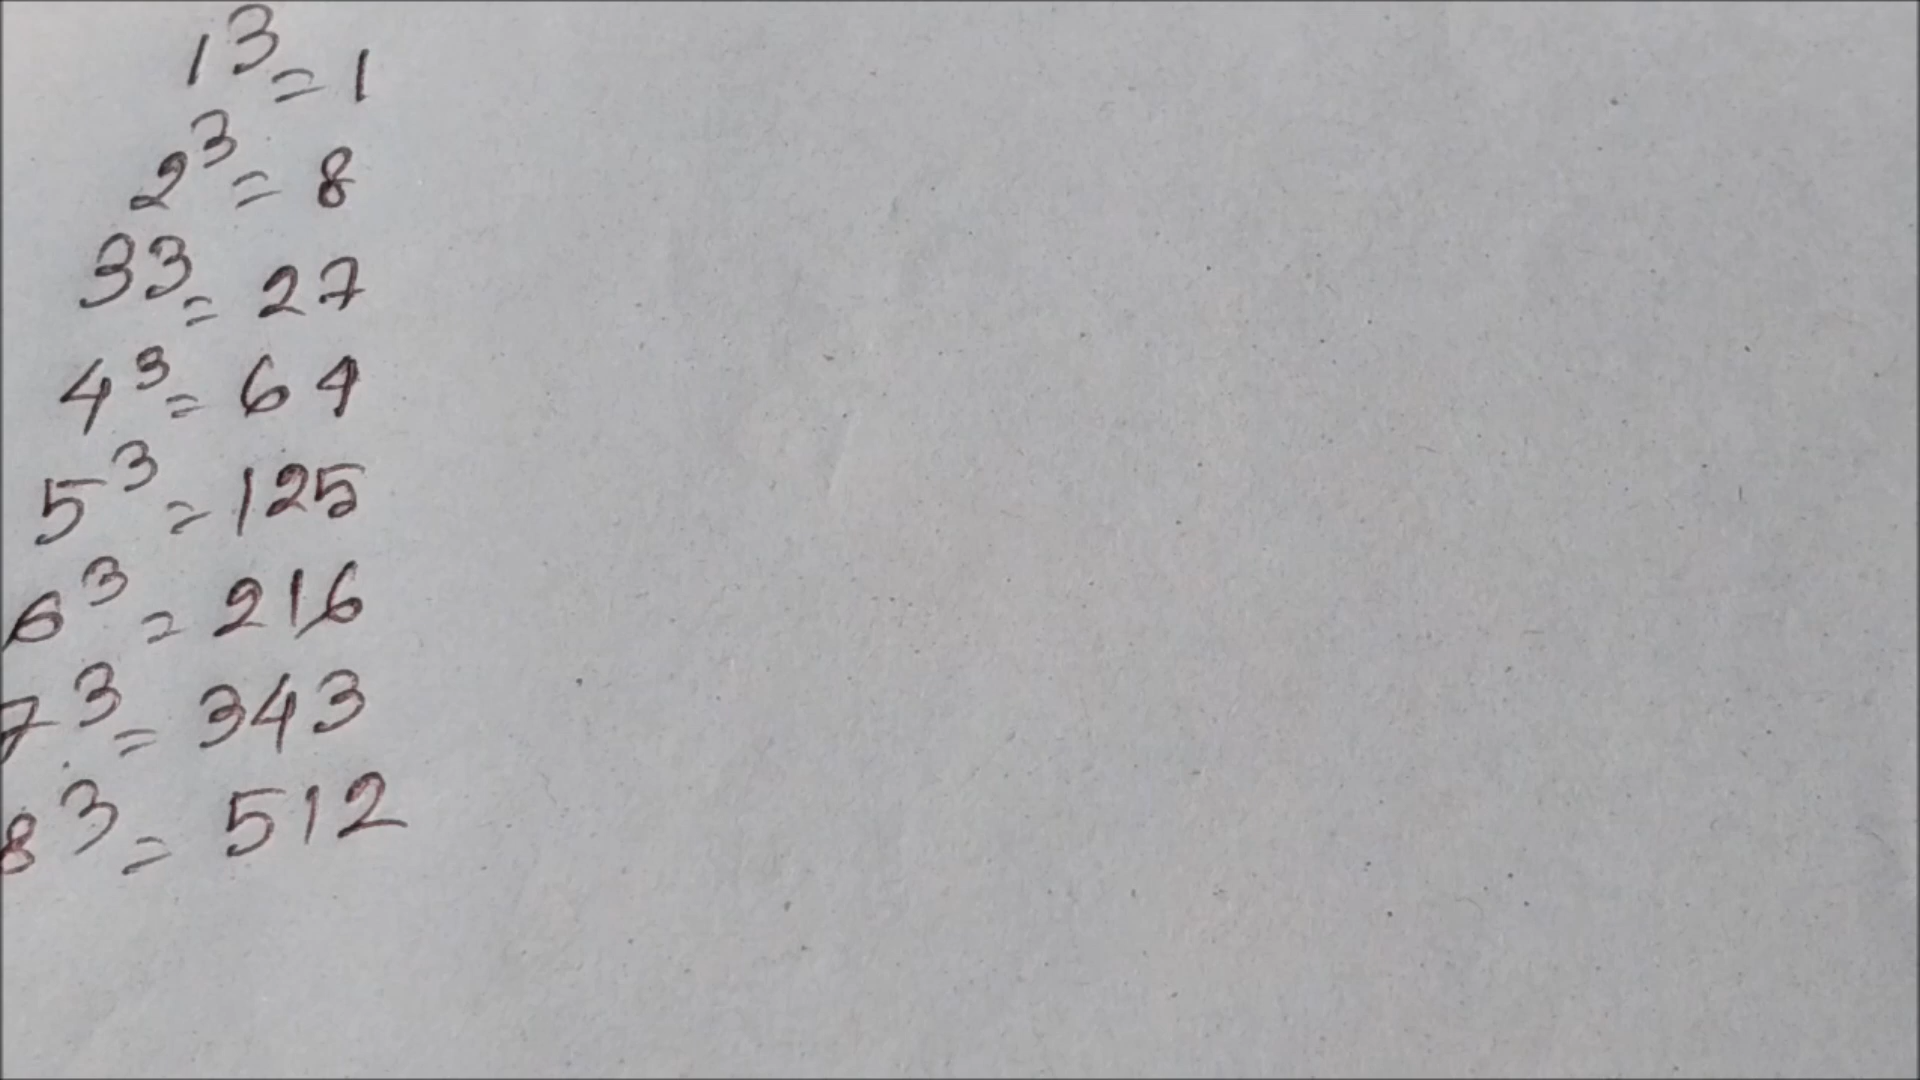 1³ = 1
2³ = 8
3³ = 27
4³ = 64
5³ = 125
6³ = 216
7³ = 343
8³ = 512